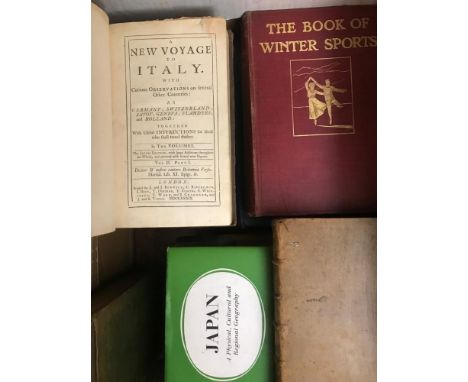 A
NEW VOYAGE
TO
ITALY.
WITH
Curious OBSERVATIONS on several
Other Countries:
AS
GERMANY; SWITZERLAND;
SAVOY; GENEVA; FLANDERS;
and HOLLAND;
TOGETHER
With Useful INSTRUCTIONS for those
who shall travel thither.
In Two VOLUMES.
VOL. II. PART I.
LONDON:
THE BOOK OF
WINTER SPORTS
JAPAN
A Physical, Cultural and
Regional Geography